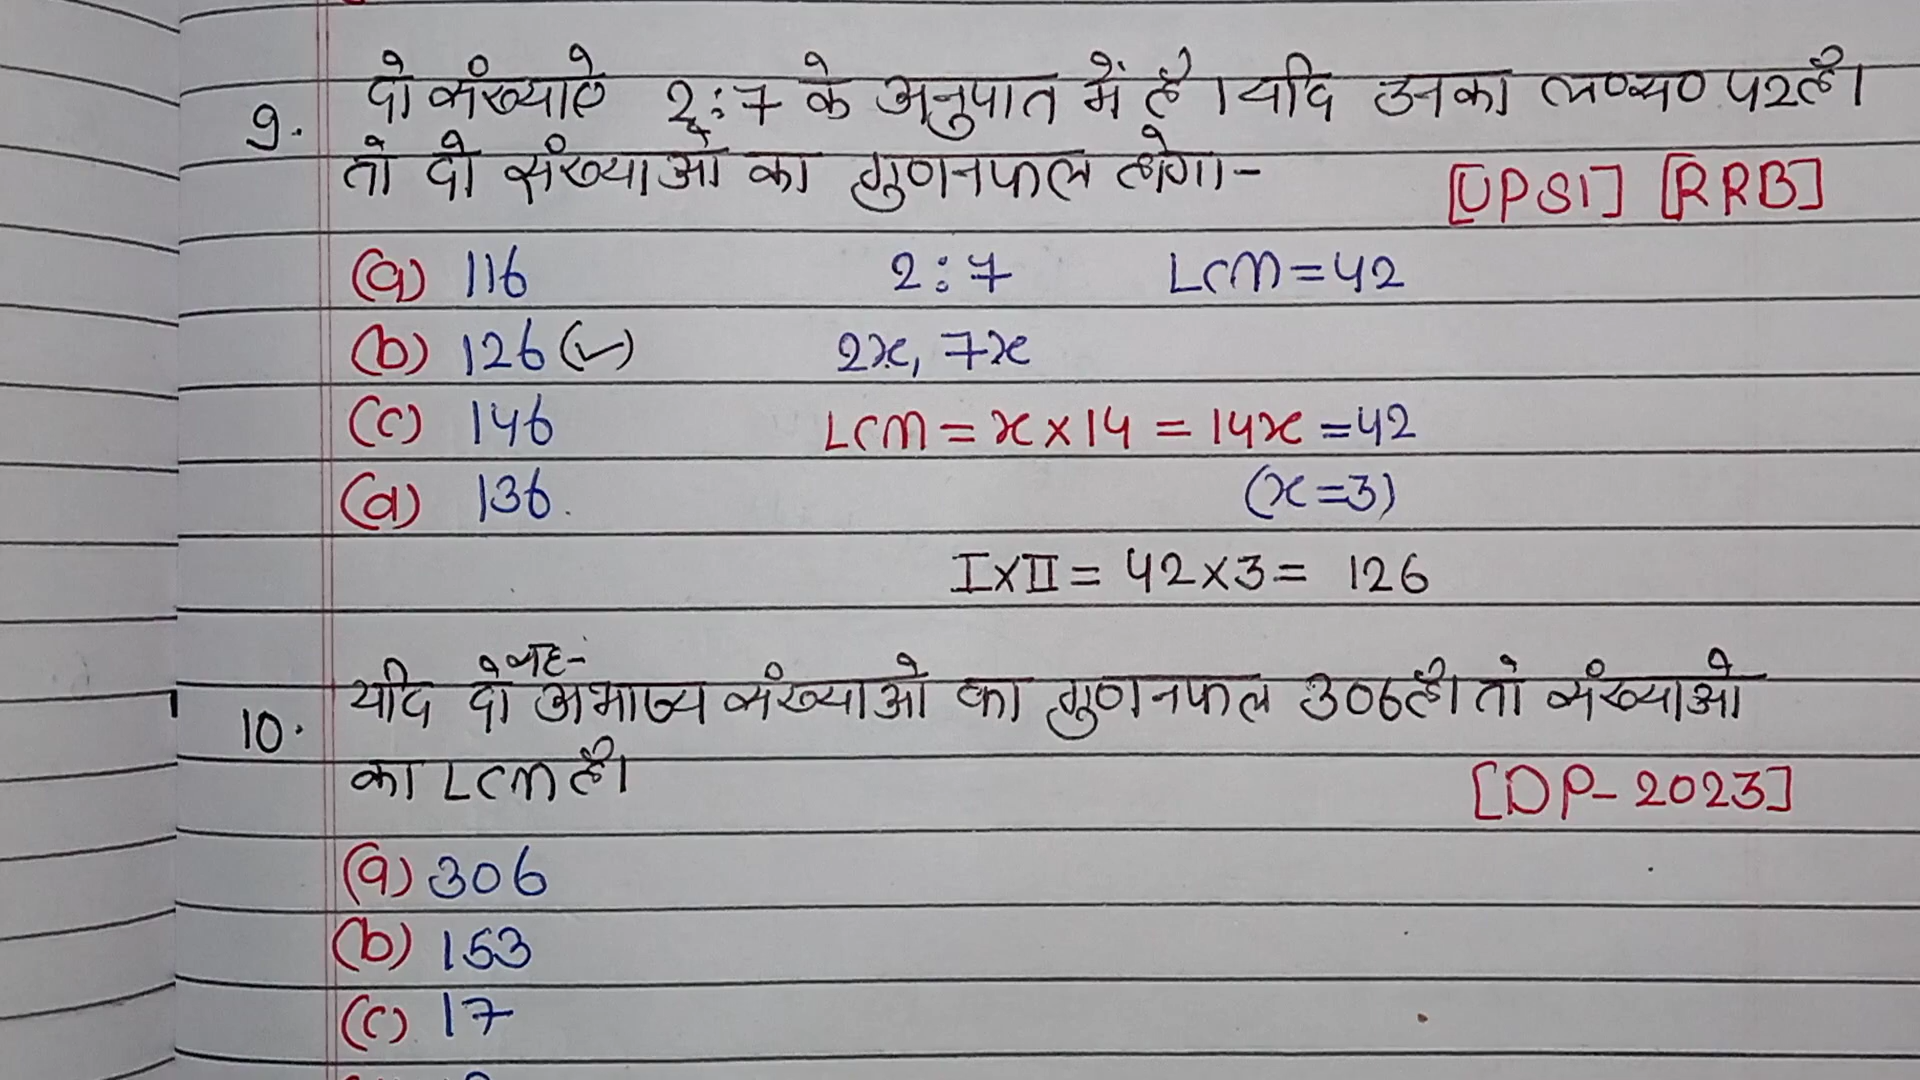 9. दो संख्याऐ 2:7 के अनुपात में है। यदि उनका ल०स० 42 है।
तो दो संख्याओ का गुणनफल होगा-
[UPSI] [RRB]
(a) 116 2:7 LCM=42
(b) 126 (✓) 2x, 7x
(c) 146 LCM = x×14 = 14x =42
(d) 136. (x=3)
I×II = 42×3= 126
सह-
10. यदि दो अभाज्य संख्याओ का गुणनफल 306 है। तो संख्याओ
का LCM है।
[DP-2023]
(a) 306
(b) 153
(c) 17